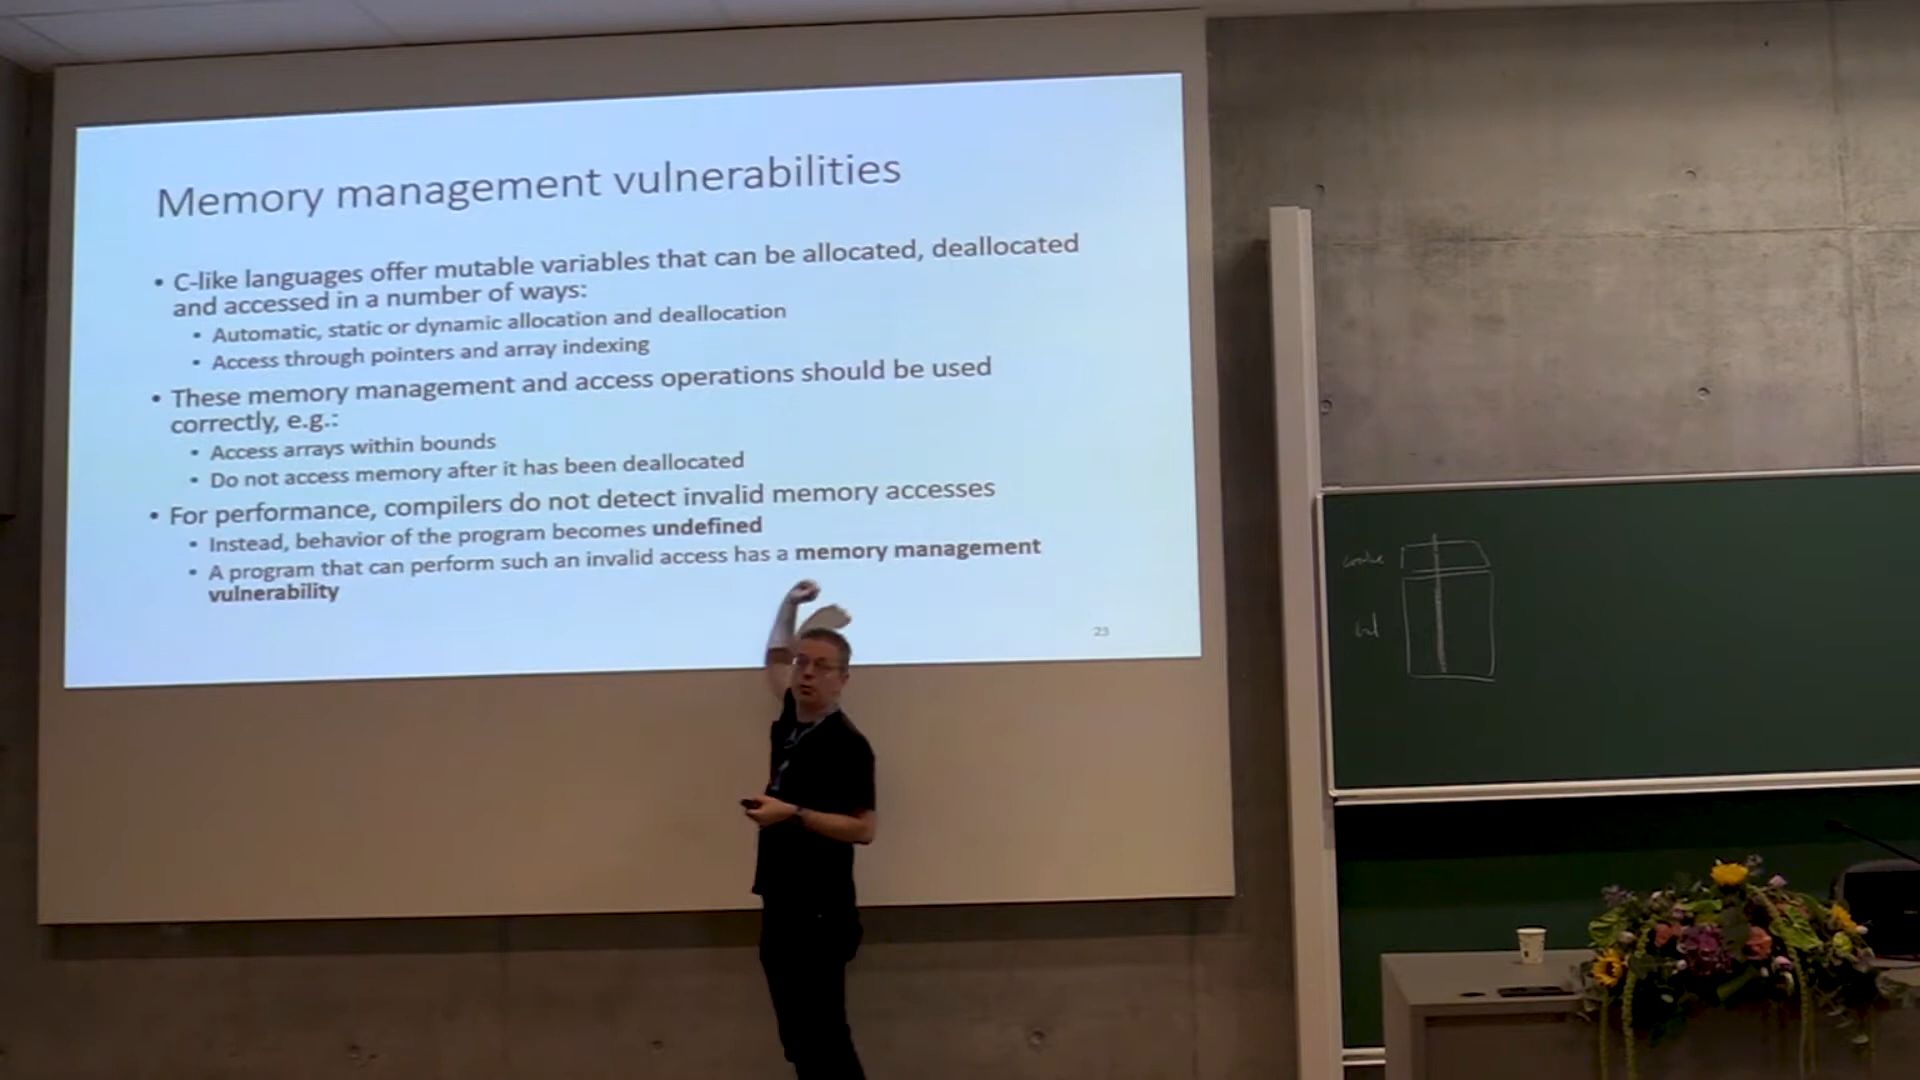 Memory management vulnerabilities
• C-like languages offer mutable variables that can be allocated, deallocated
and accessed in a number of ways:
• Automatic, static or dynamic allocation and deallocation
• Access through pointers and array indexing
• These memory management and access operations should be used
correctly, e.g.:
• Access arrays within bounds
• Do not access memory after it has been deallocated
• For performance, compilers do not detect invalid memory accesses
• Instead, behavior of the program becomes undefined
• A program that can perform such an invalid access has a memory management
vulnerability
23